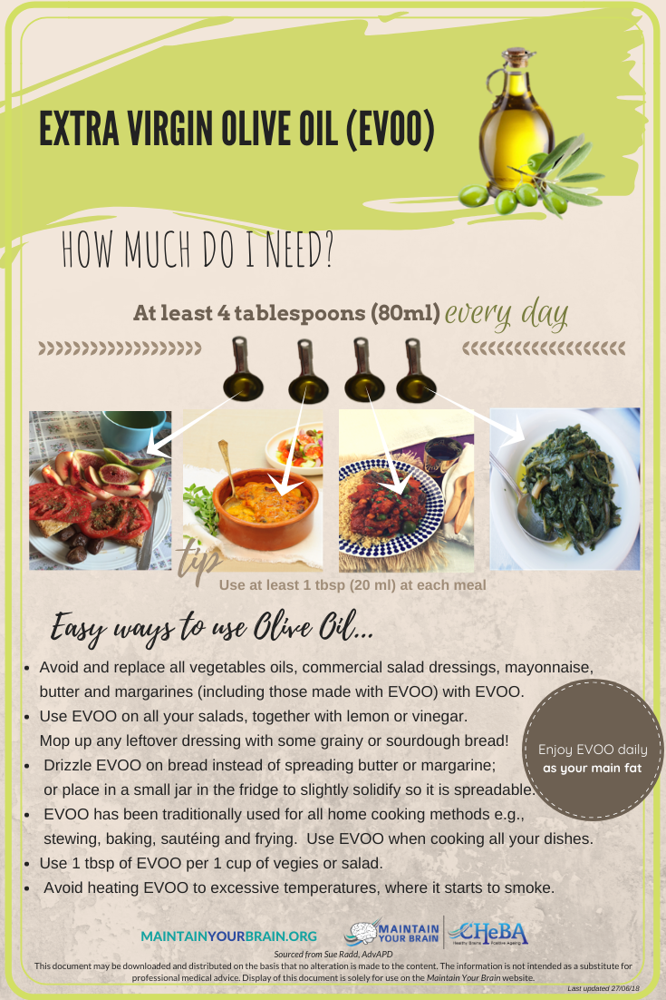 EXTRA VIRGIN OLIVE OIL (EVOO)
HOW MUCH DO I NEED?
At least 4 tablespoons (80ml) every day
tip
Use at least 1 tbsp (20 ml) at each meal
Easy ways to use Olive Oil...
• Avoid and replace all vegetables oils, commercial salad dressings, mayonnaise,
butter and margarines (including those made with EVOO) with EVOO.
• Use EVOO on all your salads, together with lemon or vinegar.
Mop up any leftover dressing with some grainy or sourdough bread!
• Drizzle EVOO on bread instead of spreading butter or margarine;
or place in a small jar in the fridge to slightly solidify so it is spreadable.
• EVOO has been traditionally used for all home cooking methods e.g.,
stewing, baking, sautéing and frying. Use EVOO when cooking all your dishes.
• Use 1 tbsp of EVOO per 1 cup of vegies or salad.
• Avoid heating EVOO to excessive temperatures, where it starts to smoke.
Enjoy EVOO daily
as your main fat
MAINTAINYOURBRAIN.ORG
MAINTAIN
YOUR BRAIN
CHeBA
Healthy Brains Positive Ageing
Sourced from Sue Radd, AdvAPD
This document may be downloaded and distributed on the basis that no alteration is made to the content. The information is not intended as a substitute for
professional medical advice. Display of this document is solely for use on the Maintain Your Brain website.
Last updated 27/06/18